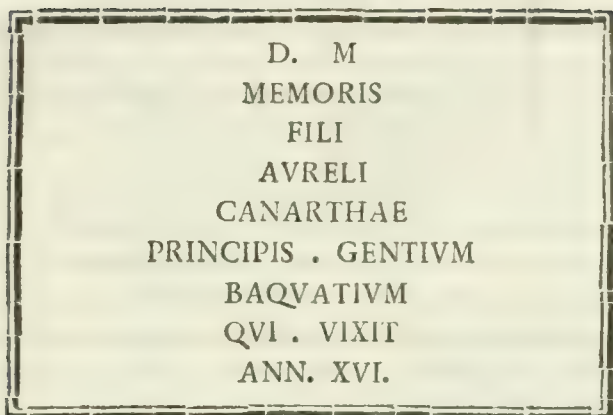 D. M
MEMORIS
FILI
AVRELI
CANARTHAE
PRINCIPIS . GENTIVM
BAQVATIVM
QVI . VIXIT
ANN. XVI.